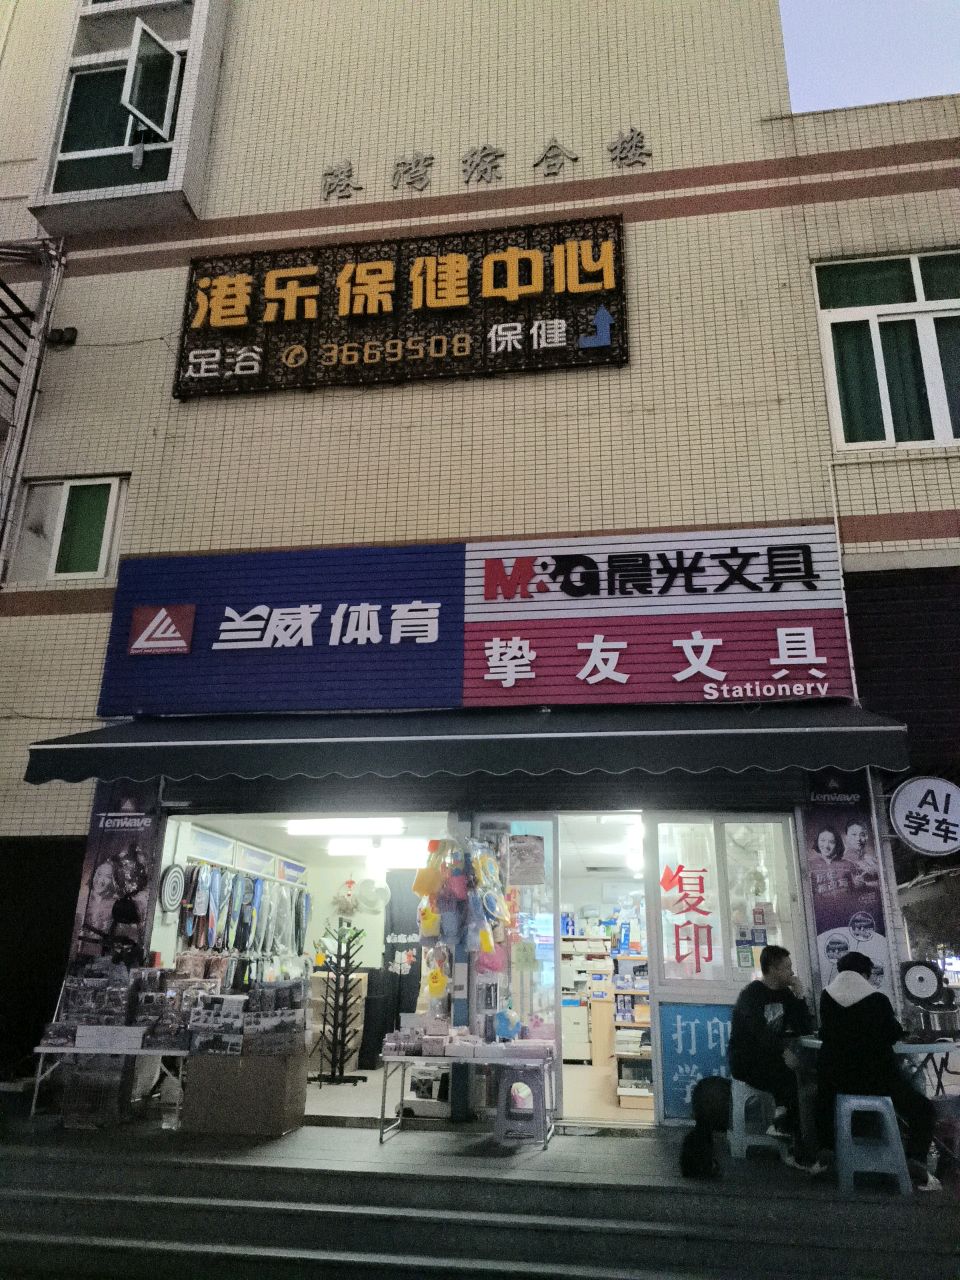 港湾综合楼
港乐保健中心
足浴 3669508 保健
兰威体育
M&G晨光文具
挚友文具
Stationery
Lenwave
Lenwave
AI
学车
复
印
打印